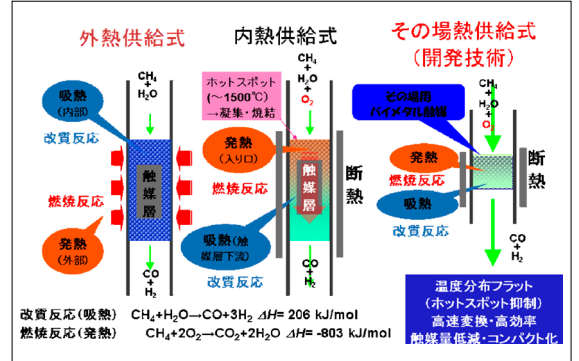 外熱供給式
内熱供給式
その場熱供給式
(開発技術)
CH₄
+
H₂O
吸熱
(内部)
改質反応
燃焼反応
発熱
(外部)
触
媒
層
CO
+
H₂
CH₄
+
H₂O
+
O₂
ホットスポット
(～1500℃)
→凝集・焼結
発熱
(入り口)
燃焼反応
触
媒
層
吸熱(触
媒層下流)
改質反応
断
熱
CO
+
H₂
CH₄
+
H₂O
+
O₂
その場用
バイメタル触媒
発熱
燃焼反応
吸熱
改質反応
断
熱
CO
+
H₂
温度分布フラット
(ホットスポット抑制)
高速変換・高効率
触媒量低減・コンパクト化
改質反応(吸熱) CH₄+H₂O→CO+3H₂ ΔH= 206 kJ/mol
燃焼反応(発熱) CH₄+2O₂→CO₂+2H₂O ΔH= -803 kJ/mol